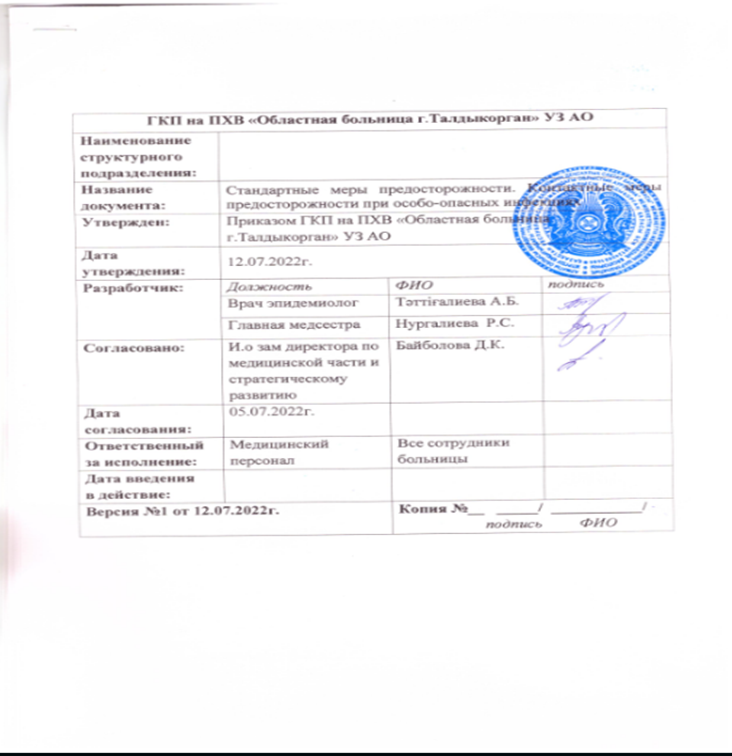 ГКП на ПХВ «Областная больница г.Талдыкорган» УЗ АО
Наименование
структурного
подразделения:
Название
документа:
Стандартные меры предосторожности. Контактные меры
предосторожности при особо-опасных инфекциях
Утвержден:
Приказом ГКП на ПХВ «Областная больница
г.Талдыкорган» УЗ АО
Дата
утверждения:
12.07.2022г.
Разработчик:
Должность
ФИО
подпись
Врач эпидемиолог
Тәттіғалиева А.Б.
Главная медсестра
Нургалиева Р.С.
Согласовано:
И.о зам директора по
медицинской части и
стратегическому
развитию
Байболова Д.К.
Дата
согласования:
05.07.2022г.
Ответственный
за исполнение:
Медицинский
персонал
Все сотрудники
больницы
Дата введения
в действие:
Версия №1 от 12.07.2022г.
Копия №__ _____/ ____________/
подпись ФИО